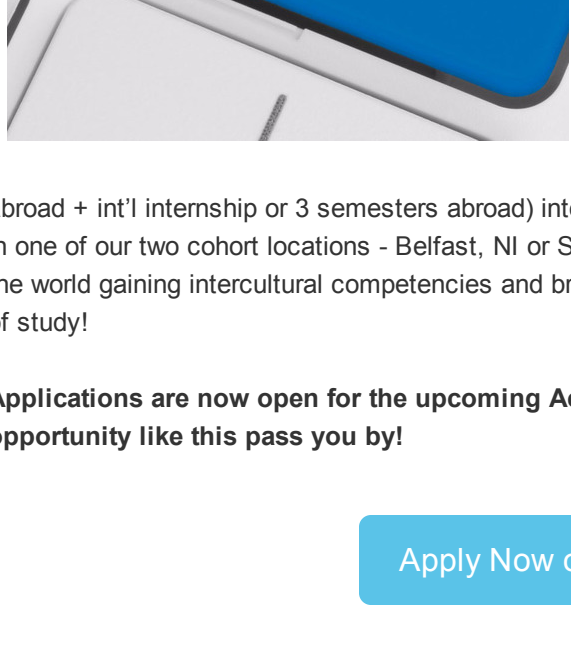 broad + int'l internship or 3 semesters abroad) int
n one of our two cohort locations - Belfast, NI or S
he world gaining intercultural competencies and br
of study!
Applications are now open for the upcoming A
opportunity like this pass you by!
Apply Now